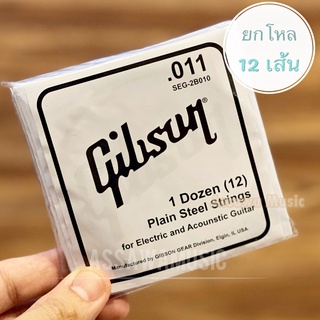 ยกโหล
12 เส้น
.011
SEG-2B010
Gibson
1 Dozen (12)
Plain Steel Strings
for Electric and Acounstic Guitar
Manufactured by GIBSON GEAR Division, Elgin, IL USA.